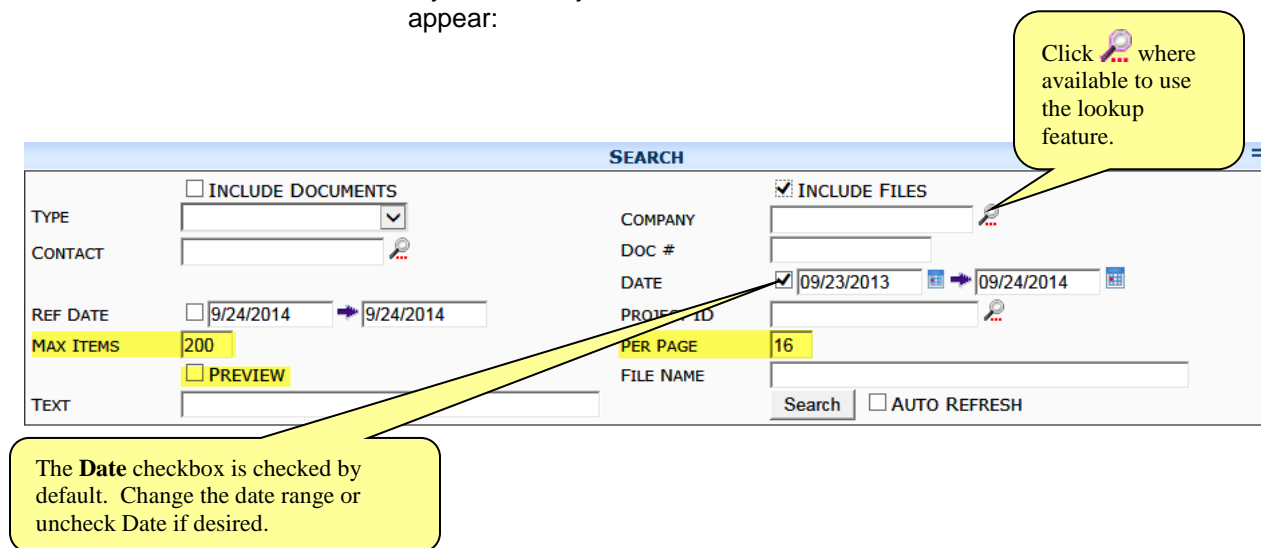 appear:
Click where
available to use
the lookup
feature.
SEARCH
INCLUDE DOCUMENTS
INCLUDE FILES
TYPE
COMPANY
CONTACT
DOC #
DATE 09/23/2013 09/24/2014
REF DATE 9/24/2014 9/24/2014
PROJECT ID
MAX ITEMS 200
PER PAGE 16
PREVIEW
FILE NAME
TEXT
Search AUTO REFRESH
The Date checkbox is checked by
default. Change the date range or
uncheck Date if desired.